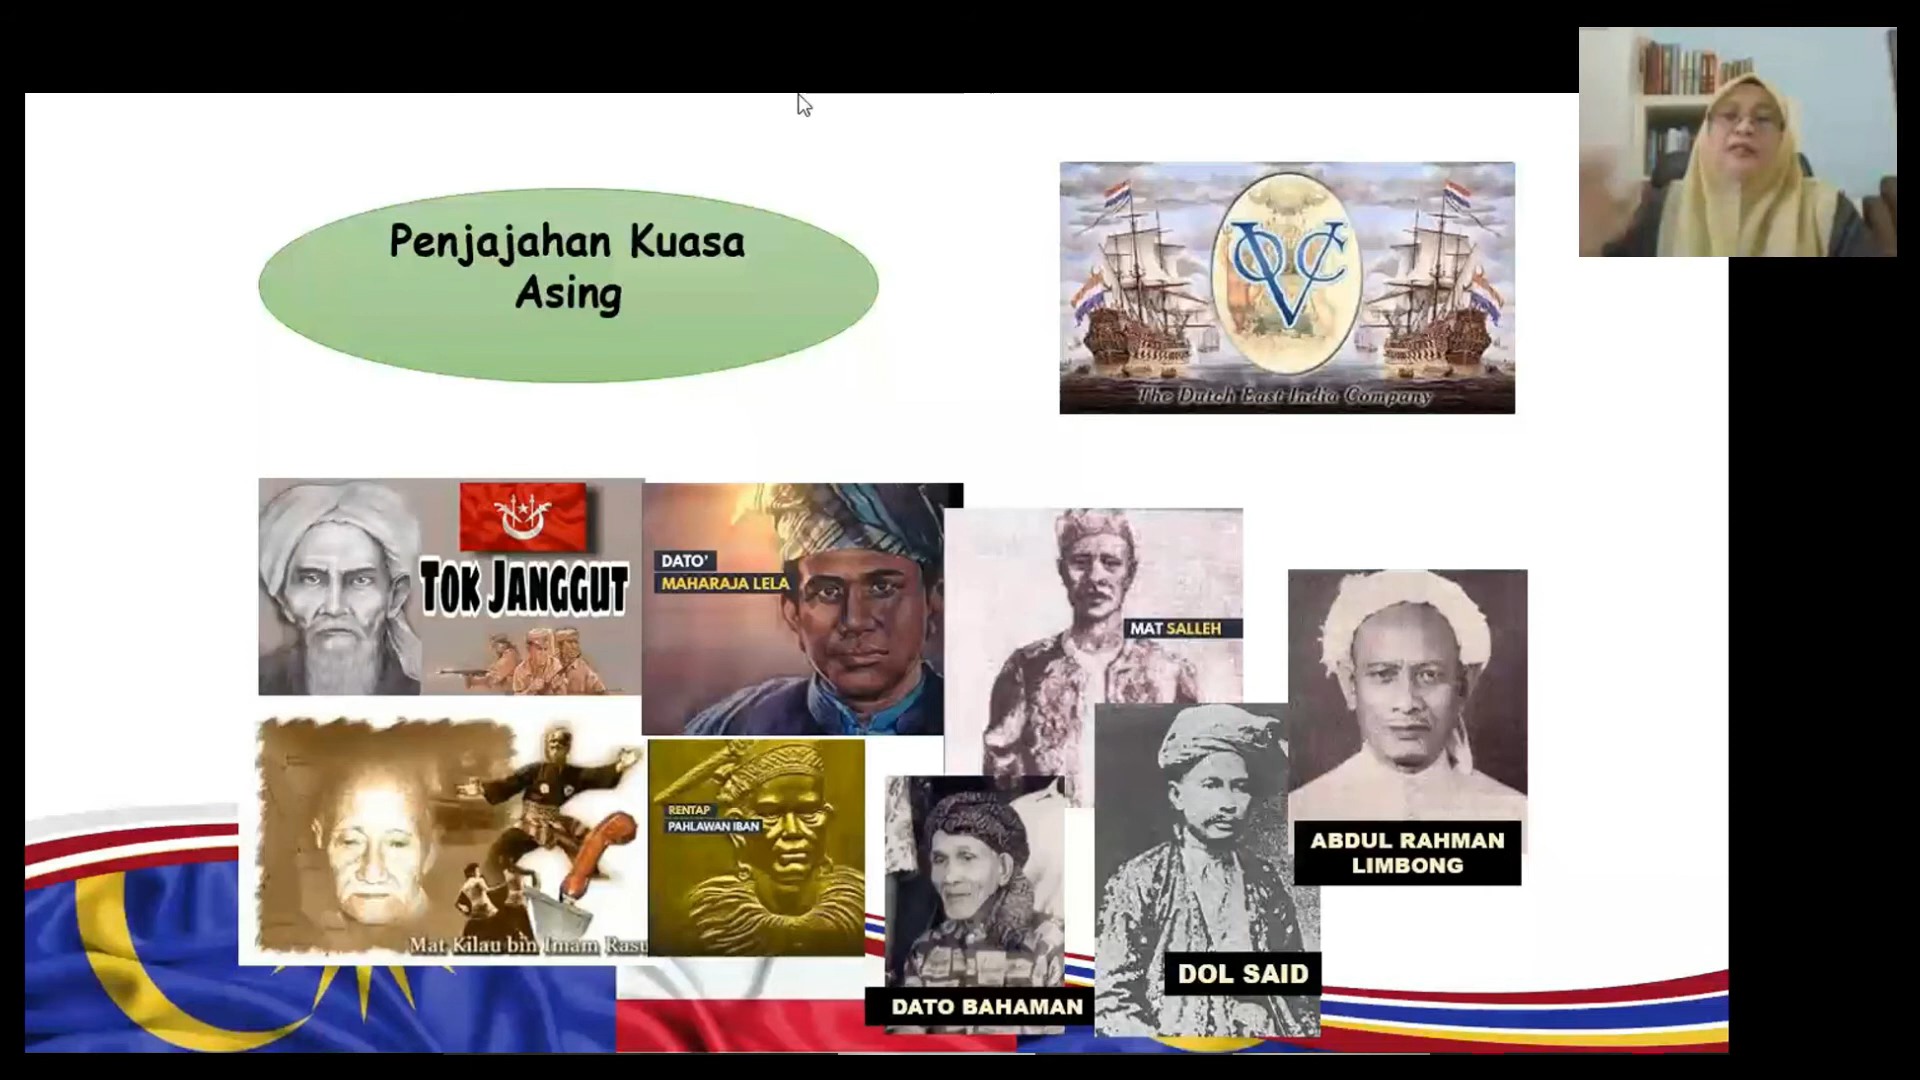 Penjajahan Kuasa
Asing
VOC
The Dutch East India Company
TOK JANGGUT
DATO'
MAHARAJA LELA
MAT SALLEH
ABDUL RAHMAN
LIMBONG
Mat Kilau bin Imam Rasu
RENTAP
PAHLAWAN IBAN
DATO BAHAMAN
DOL SAID